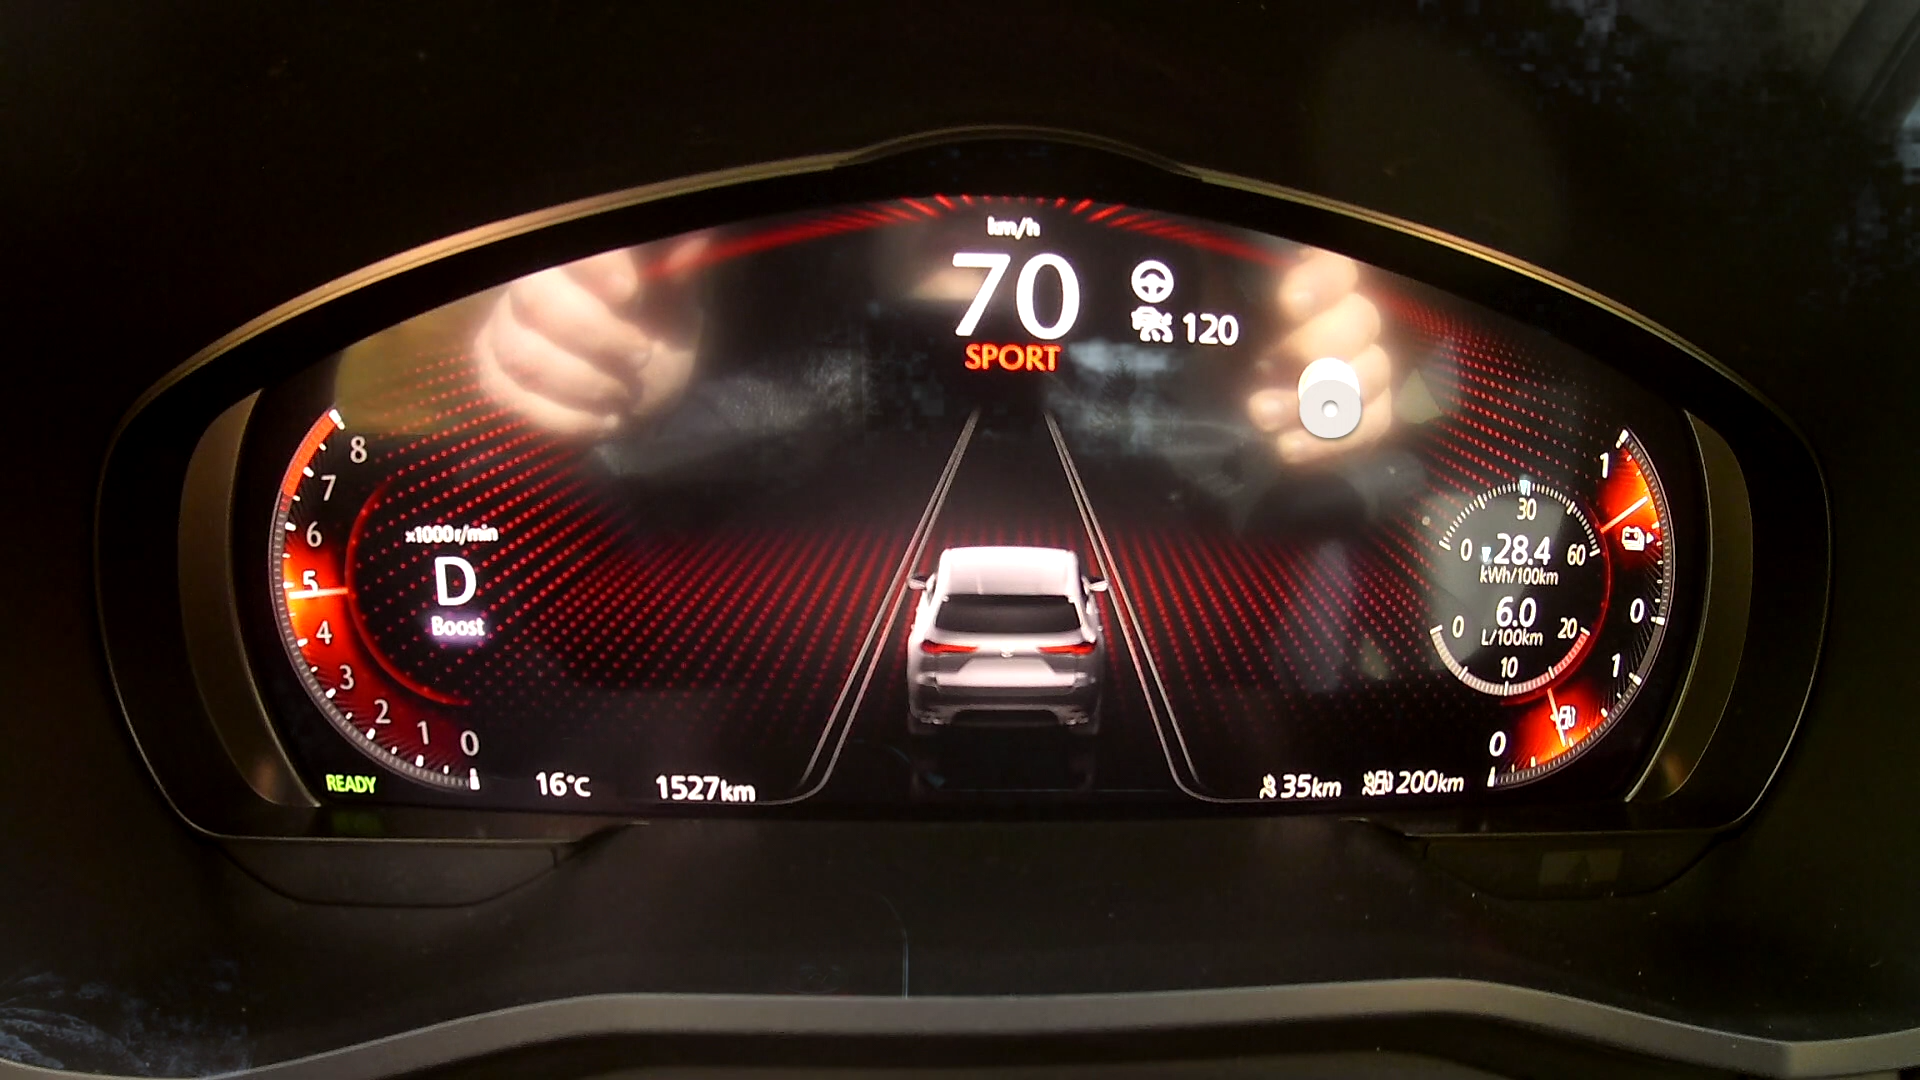 km/h
70
120
SPORT
8
7
6
5
4
3
2
1
0
x1000r/min
D
Boost
1
0
1
0
30
0
28.4
60
kWh/100km
6.0
0
20
L/100km
10
READY
16°C
1527km
35km
200km